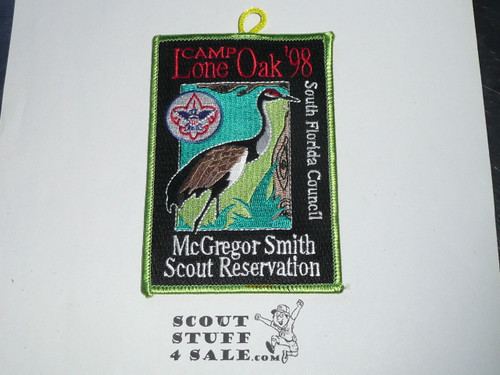 CAMP
Lone Oak '98
South Florida Council
McGregor Smith
Scout Reservation
SCOUT
STUFF
4 SALE.com